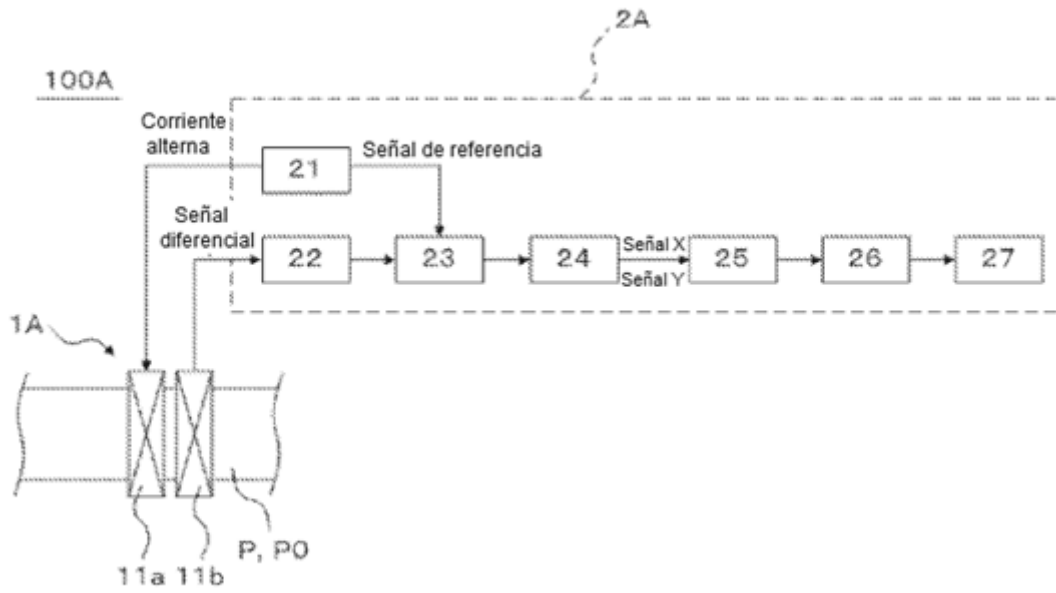 2A
100A
Corriente
alterna
21
Señal de referencia
Señal
diferencial
22
23
24
Señal X
Señal Y
25
26
27
1A
P, P0
11a
11b